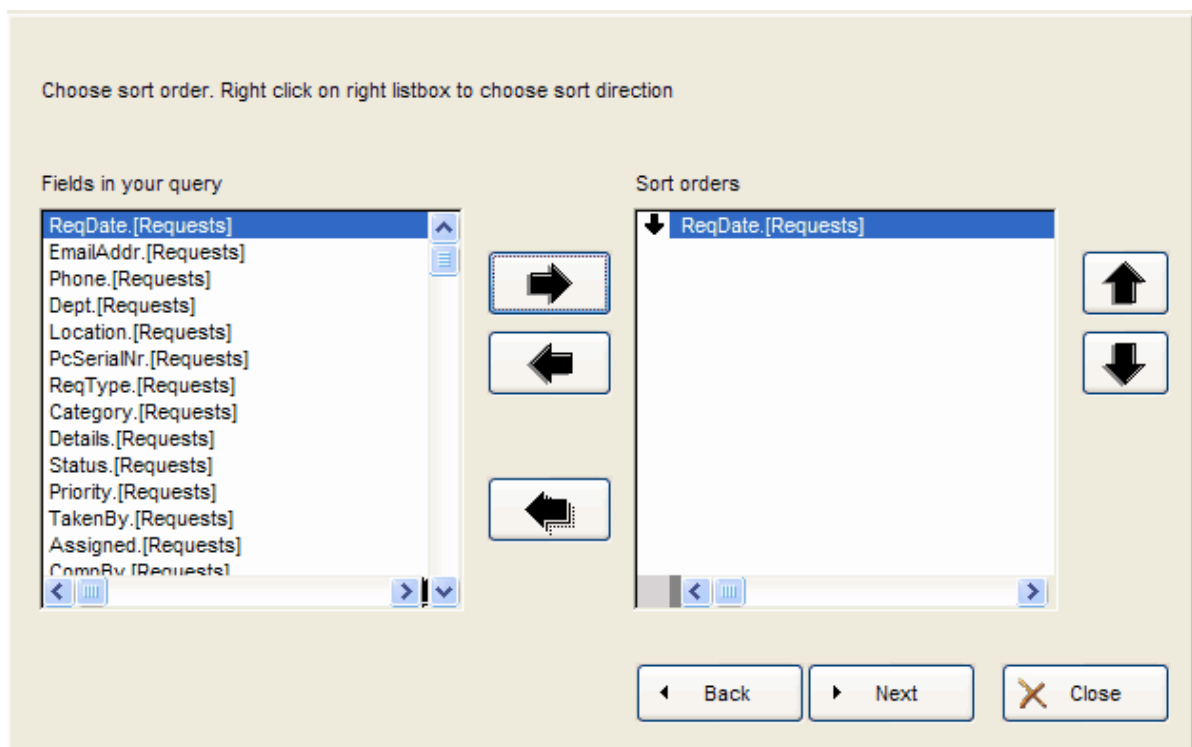 Choose sort order. Right click on right listbox to choose sort direction
Fields in your query
ReqDate.[Requests]
EmailAddr.[Requests]
Phone.[Requests]
Dept.[Requests]
Location.[Requests]
PcSerialNr.[Requests]
ReqType.[Requests]
Category.[Requests]
Details.[Requests]
Status.[Requests]
Priority.[Requests]
TakenBy.[Requests]
Assigned.[Requests]
CompBy.[Requests]
Sort orders
ReqDate.[Requests]
Back
Next
Close